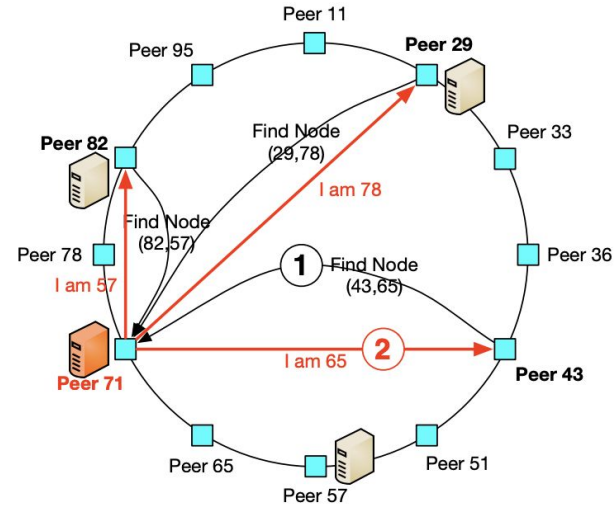 Peer 11
Peer 95
Peer 29
Find Node
(29,78)
Peer 33
Peer 82
I am 78
Find Node
(82,57)
Peer 78
1
Find Node
(43,65)
Peer 36
I am 57
2
I am 65
Peer 71
Peer 43
Peer 65
Peer 51
Peer 57